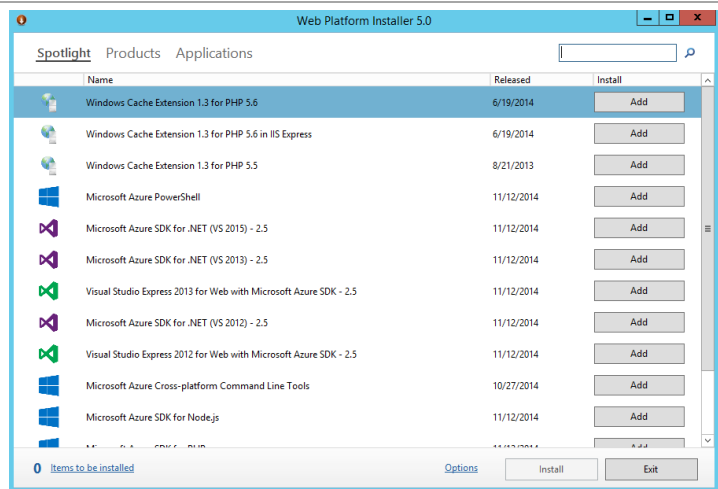 Web Platform Installer 5.0
Spotlight Products Applications
Name Released Install
Windows Cache Extension 1.3 for PHP 5.6 6/19/2014 Add
Windows Cache Extension 1.3 for PHP 5.6 in IIS Express 6/19/2014 Add
Windows Cache Extension 1.3 for PHP 5.5 8/21/2013 Add
Microsoft Azure PowerShell 11/12/2014 Add
Microsoft Azure SDK for .NET (VS 2015) - 2.5 11/12/2014 Add
Microsoft Azure SDK for .NET (VS 2013) - 2.5 11/12/2014 Add
Visual Studio Express 2013 for Web with Microsoft Azure SDK - 2.5 11/12/2014 Add
Microsoft Azure SDK for .NET (VS 2012) - 2.5 11/12/2014 Add
Visual Studio Express 2012 for Web with Microsoft Azure SDK - 2.5 11/12/2014 Add
Microsoft Azure Cross-platform Command Line Tools 10/27/2014 Add
Microsoft Azure SDK for Node.js 11/12/2014 Add
0 Items to be installed Options Install Exit